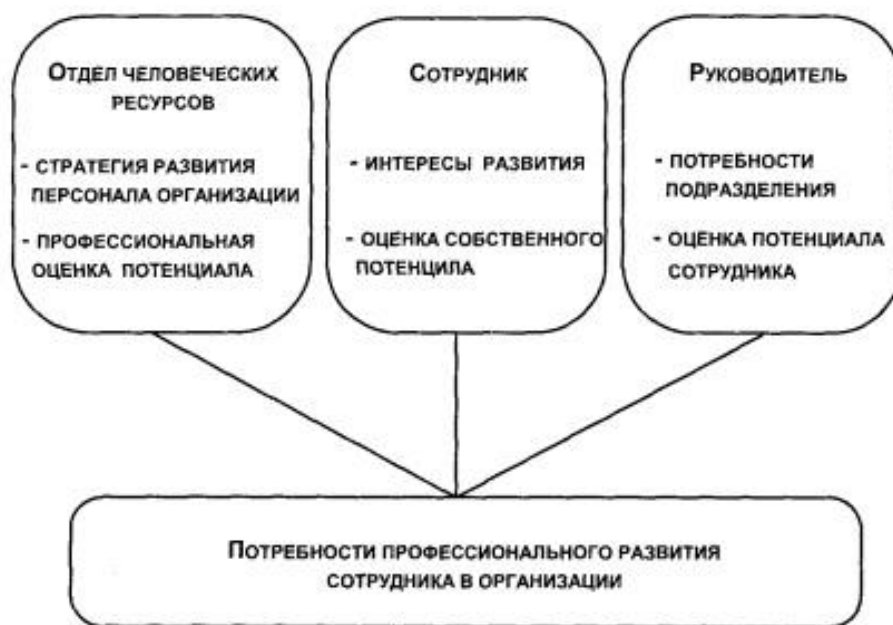 ОТДЕЛ ЧЕЛОВЕЧЕСКИХ
РЕСУРСОВ
- СТРАТЕГИЯ РАЗВИТИЯ
ПЕРСОНАЛА ОРГАНИЗАЦИИ
- ПРОФЕССИОНАЛЬНАЯ
ОЦЕНКА ПОТЕНЦИАЛА
СОТРУДНИК
- ИНТЕРЕСЫ РАЗВИТИЯ
- ОЦЕНКА СОБСТВЕННОГО
ПОТЕНЦИЛА
РУКОВОДИТЕЛЬ
- ПОТРЕБНОСТИ
ПОДРАЗДЕЛЕНИЯ
- ОЦЕНКА ПОТЕНЦИАЛА
СОТРУДНИКА
ПОТРЕБНОСТИ ПРОФЕССИОНАЛЬНОГО РАЗВИТИЯ
СОТРУДНИКА В ОРГАНИЗАЦИИ